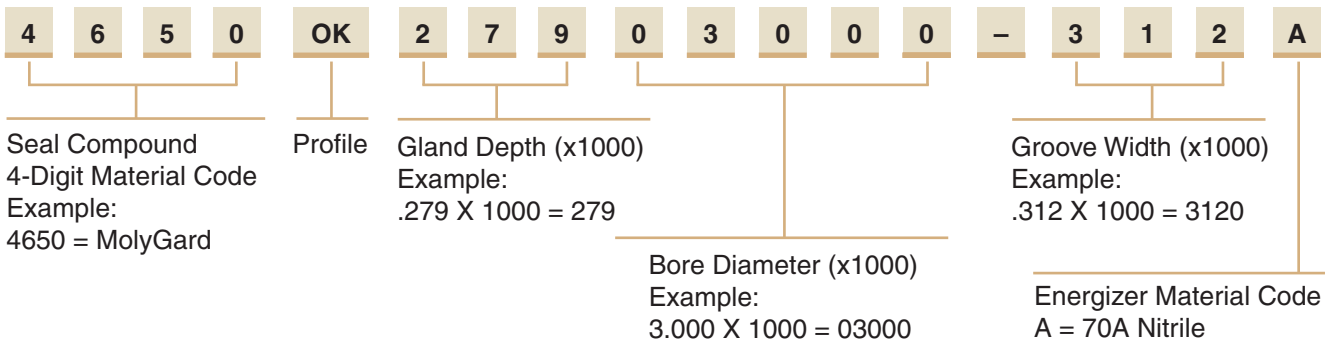 4 6 5 0 OK 2 7 9 0 3 0 0 0 – 3 1 2 A
Seal Compound
4-Digit Material Code
Example:
4650 = MolyGard
Profile
Gland Depth (x1000)
Example:
.279 X 1000 = 279
Bore Diameter (x1000)
Example:
3.000 X 1000 = 03000
Groove Width (x1000)
Example:
.312 X 1000 = 3120
Energizer Material Code
A = 70A Nitrile